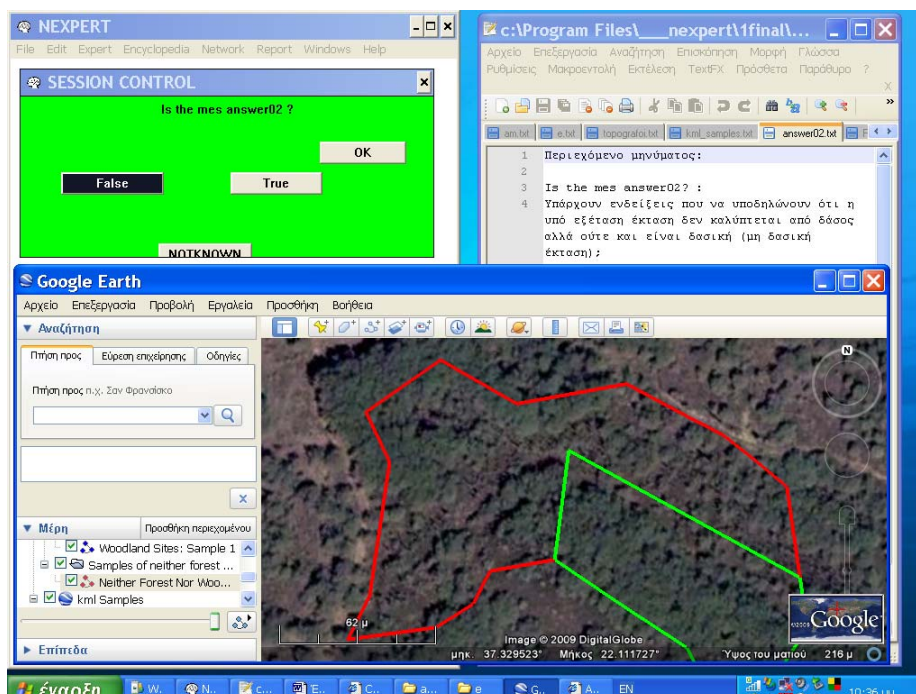 NEXPERT
File Edit Expert Encyclopedia Network Report Windows Help
SESSION CONTROL
Is the mes answer02 ?
OK
False
True
NOTKNOWN
c:\Program Files\___nexpert\1final\...
Αρχείο Επεξεργασία Αναζήτηση Επισκόπηση Μορφή Γλώσσα
Ρυθμίσεις Μακροεντολή Εκτέλεση TextFX Πρόσθετα Παράθυρο ?
X
am.txt e.txt topografoi.txt kml_samples.txt answer02.txt F
1 Περιεχόμενο μηνύματος:
2
3 Is the mes answer02? :
4 Υπάρχουν ενδείξεις που να υποδηλώνουν ότι η
υπό εξέταση έκταση δεν καλύπτεται από δάσος
αλλά ούτε και είναι δασική (μη δασική
έκταση);
Google Earth
Αρχείο Επεξεργασία Προβολή Εργαλεία Προσθήκη Βοήθεια
Αναζήτηση
Πτήση προς Εύρεση επιχείρησης Οδηγίες
Πτήση προς π.χ. Σαν Φρανσίσκο
Μέρη
Προσθήκη περιεχομένου
Woodland Sites: Sample 1
Samples of neither forest ...
Neither Forest Nor Woo...
kml Samples
Επίπεδα
N
62 μ
Image © 2009 DigitalGlobe
©2009 Google
μηκ. 37.329523° Μήκος 22.111727° Ύψος του ματιού 216 μ
έναρξη W. N.. c... Έ.. C.. a... e G.. A.. EN 10:36 μμ